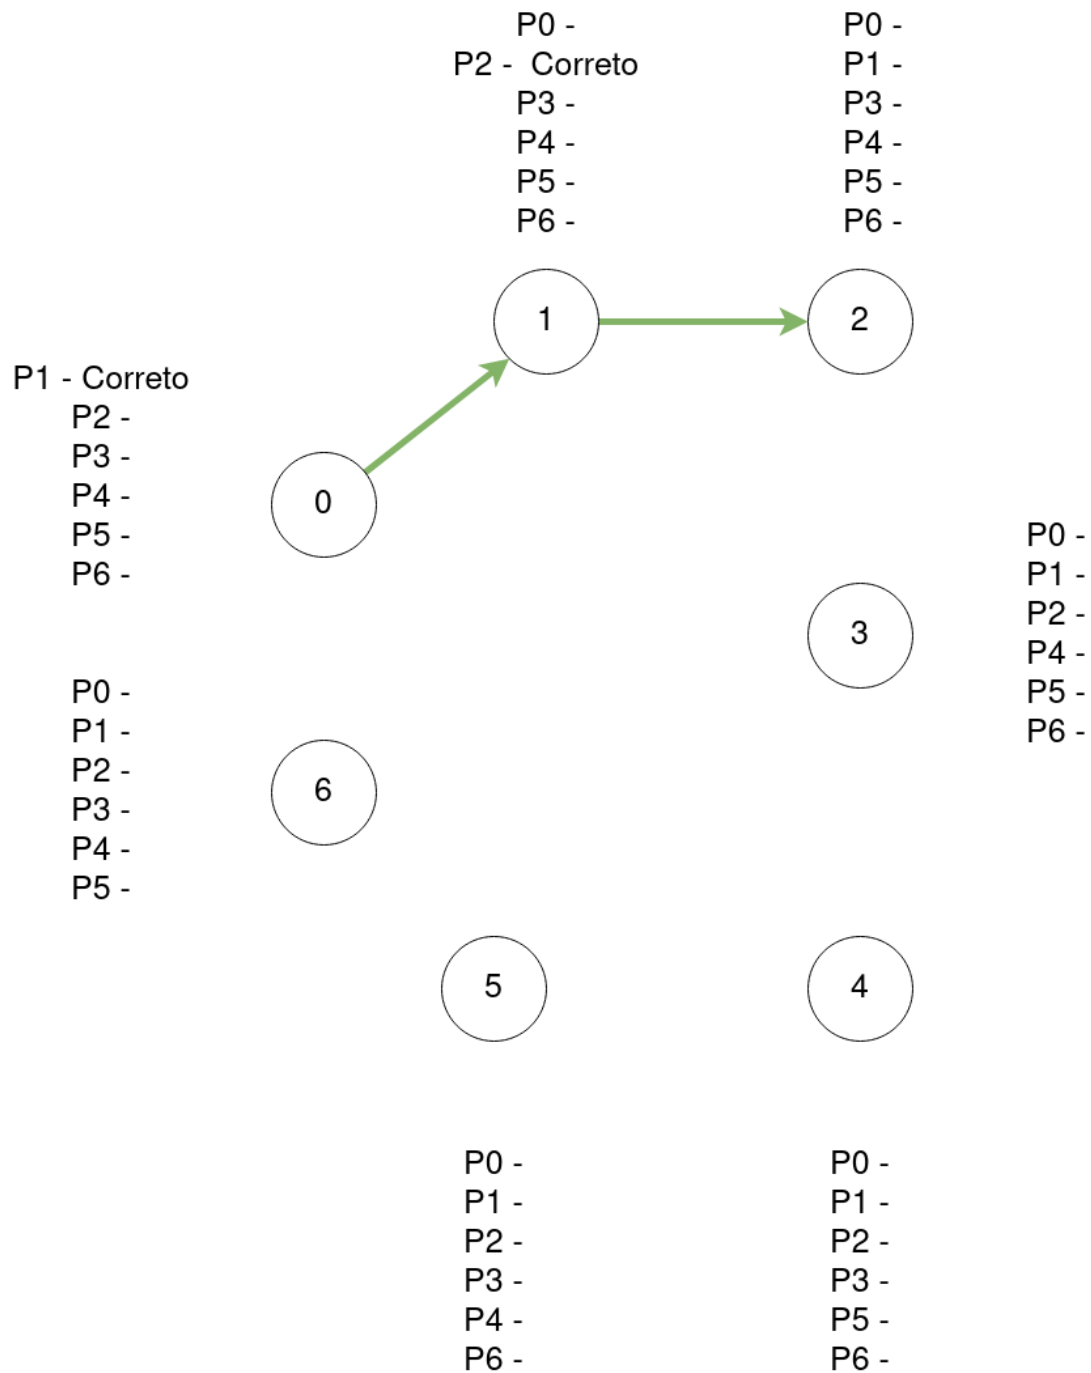 P0 -
P2 - Correto
P3 -
P4 -
P5 -
P6 -
P0 -
P1 -
P3 -
P4 -
P5 -
P6 -
1
2
P1 - Correto
P2 -
P3 -
P4 -
P5 -
P6 -
0
P0 -
P1 -
P2 -
P4 -
P5 -
P6 -
3
P0 -
P1 -
P2 -
P3 -
P4 -
P5 -
6
5
4
P0 -
P1 -
P2 -
P3 -
P4 -
P6 -
P0 -
P1 -
P2 -
P3 -
P5 -
P6 -